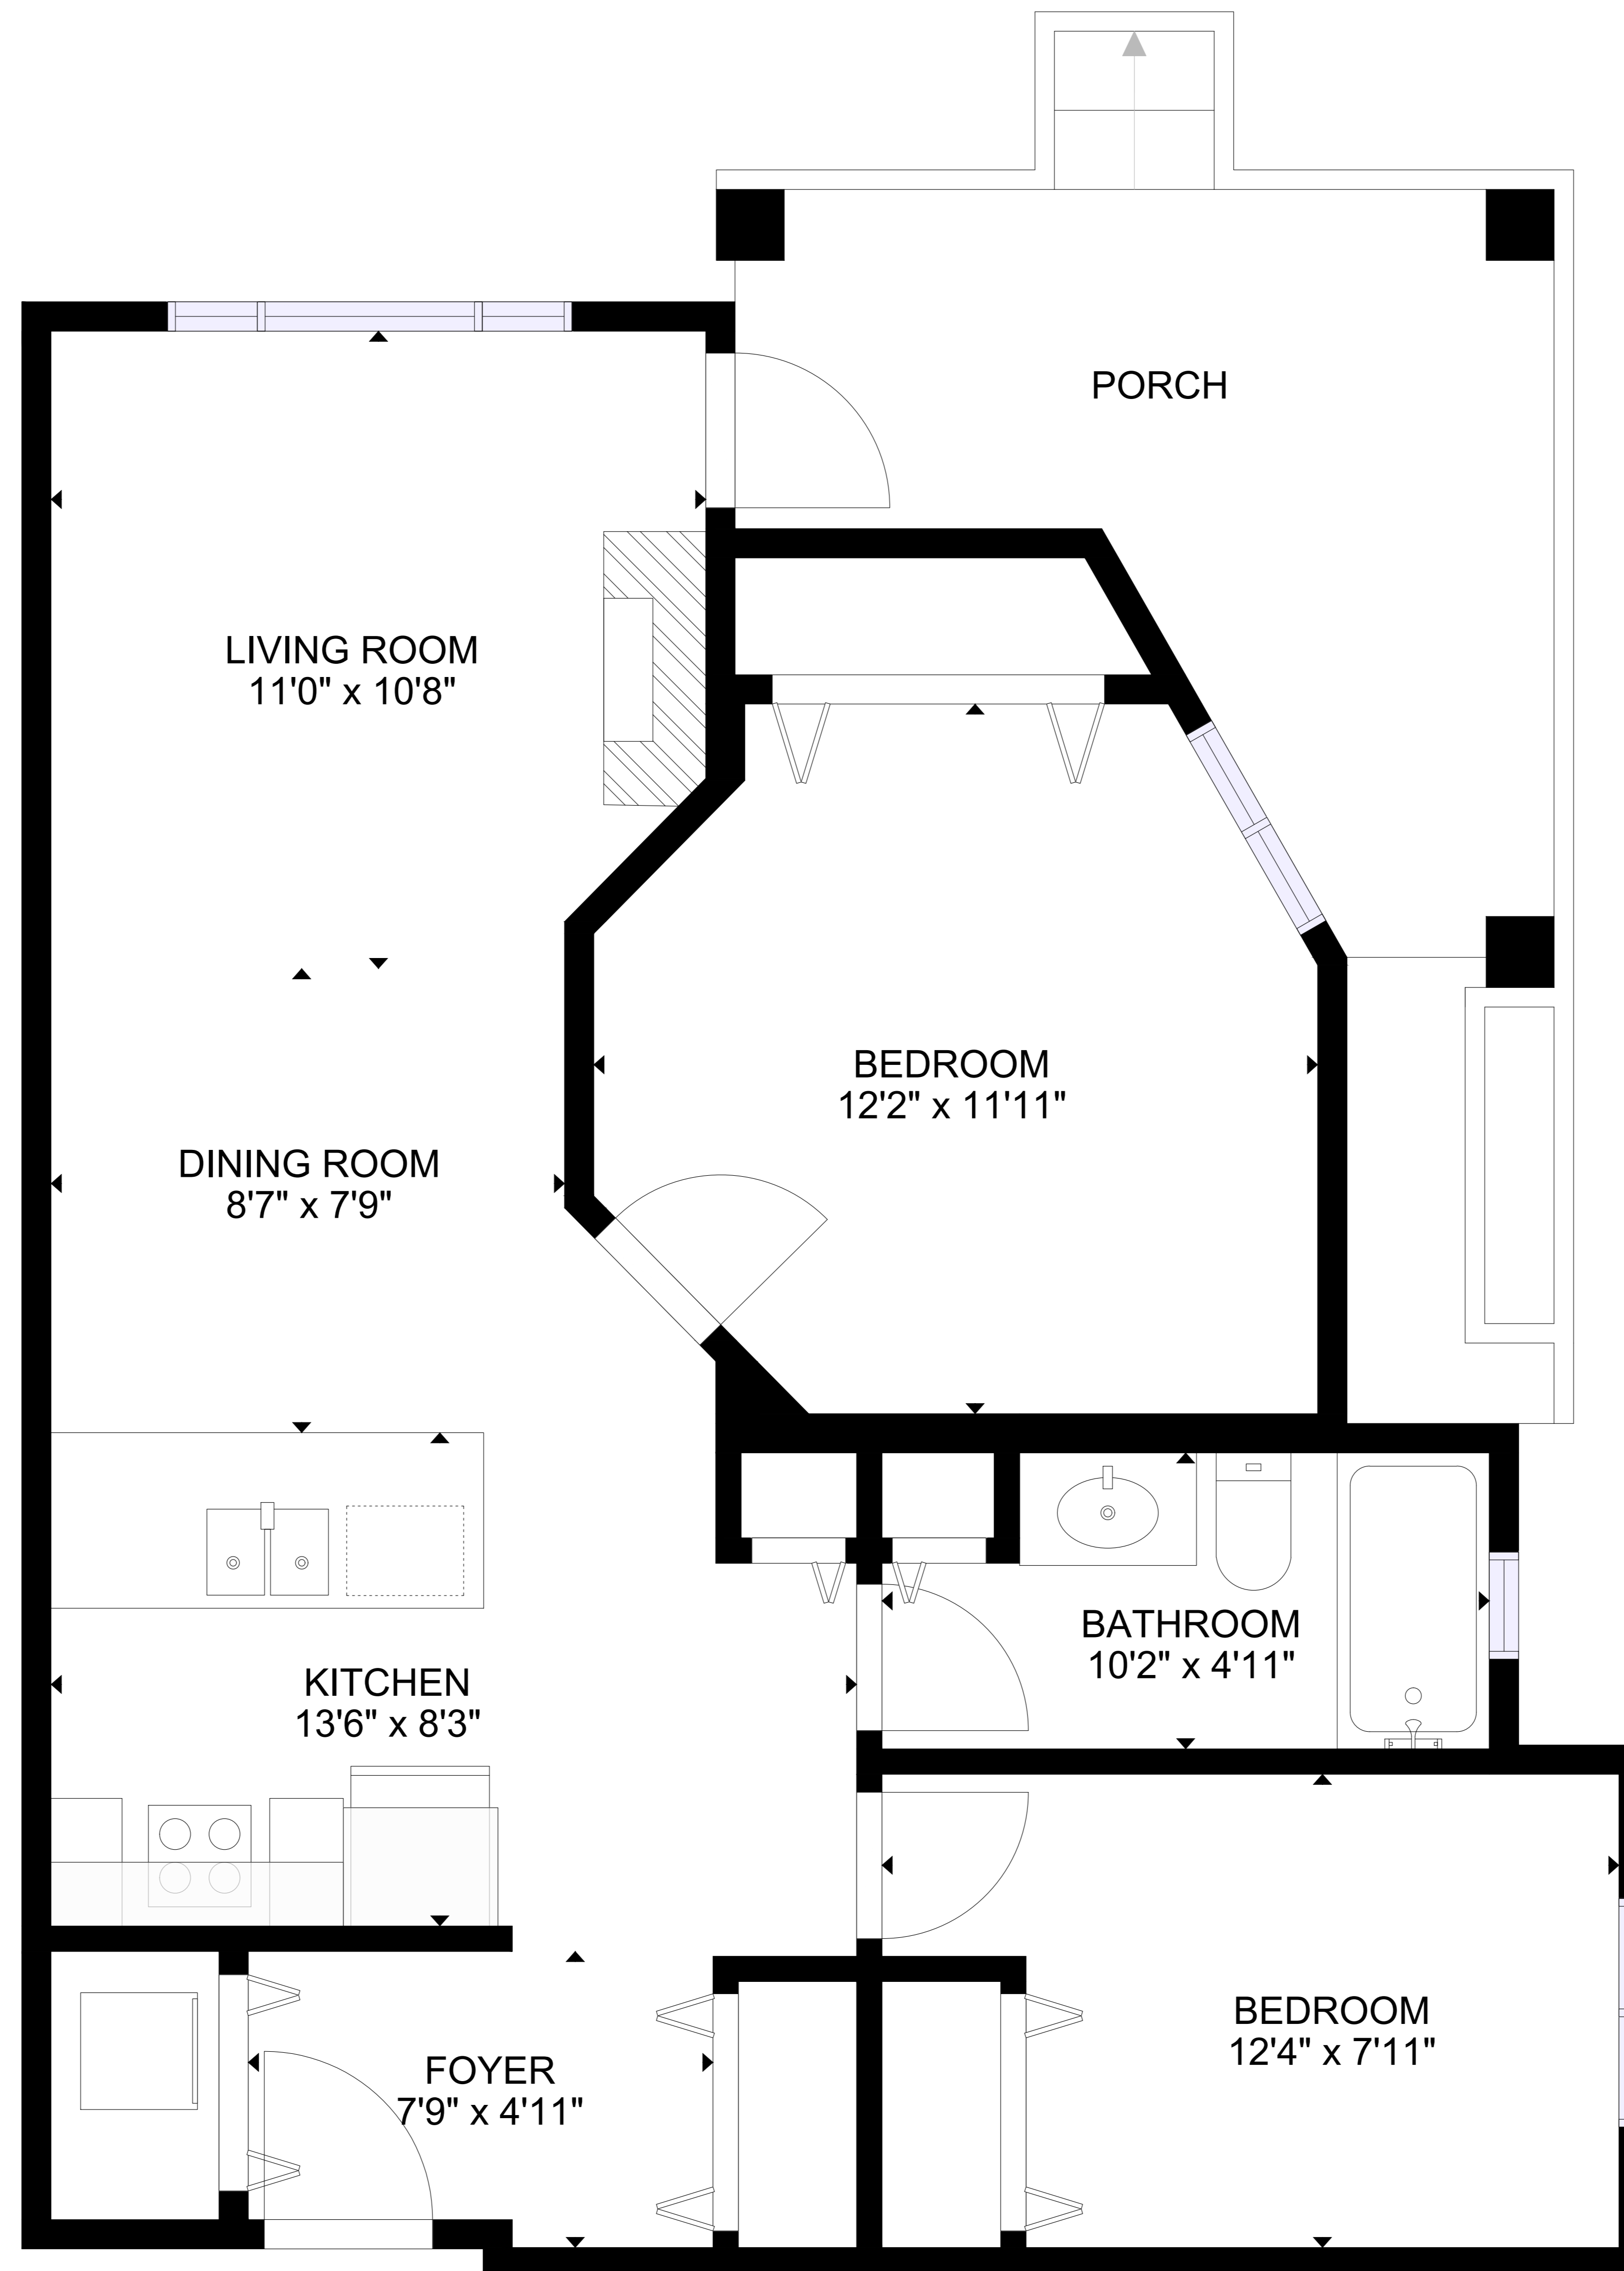 PORCH
LIVING ROOM
11'0" x 10'8"
BEDROOM
12'2" x 11'11"
DINING ROOM
8'7" x 7'9"
BATHROOM
10'2" x 4'11"
KITCHEN
13'6" x 8'3"
BEDROOM
12'4" x 7'11"
FOYER
7'9" x 4'11"